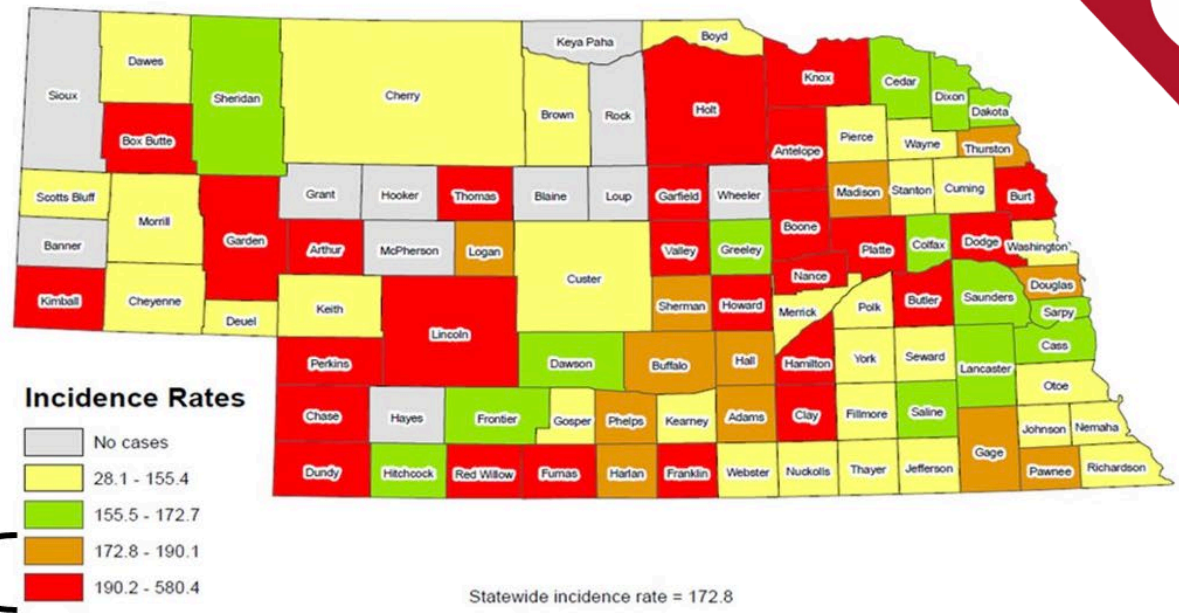 Keya Paha
Boyd
Dawes
Sioux
Sheridan
Cherry
Brown
Rock
Holt
Knox
Cedar
Dixon
Dakota
Box Butte
Antelope
Pierce
Wayne
Thurston
Scotts Bluff
Morrill
Garden
Grant
Hooker
Thomas
Blaine
Loup
Garfield
Wheeler
Madison
Stanton
Cuming
Burt
Banner
Arthur
McPherson
Logan
Custer
Valley
Greeley
Boone
Platte
Colfax
Dodge
Washington
Kimball
Cheyenne
Deuel
Keith
Lincoln
Sherman
Howard
Nance
Merrick
Polk
Butler
Saunders
Douglas
Sarpy
Perkins
Dawson
Buffalo
Hall
Hamilton
York
Seward
Lancaster
Cass
Otoe
Chase
Hayes
Frontier
Gosper
Phelps
Kearney
Adams
Clay
Fillmore
Saline
Gage
Johnson
Nemaha
Dundy
Hitchcock
Red Willow
Furnas
Harlan
Franklin
Webster
Nuckolls
Thayer
Jefferson
Pawnee
Richardson
Incidence Rates
No cases
28.1 - 155.4
155.5 - 172.7
172.8 - 190.1
190.2 - 580.4
Statewide incidence rate = 172.8